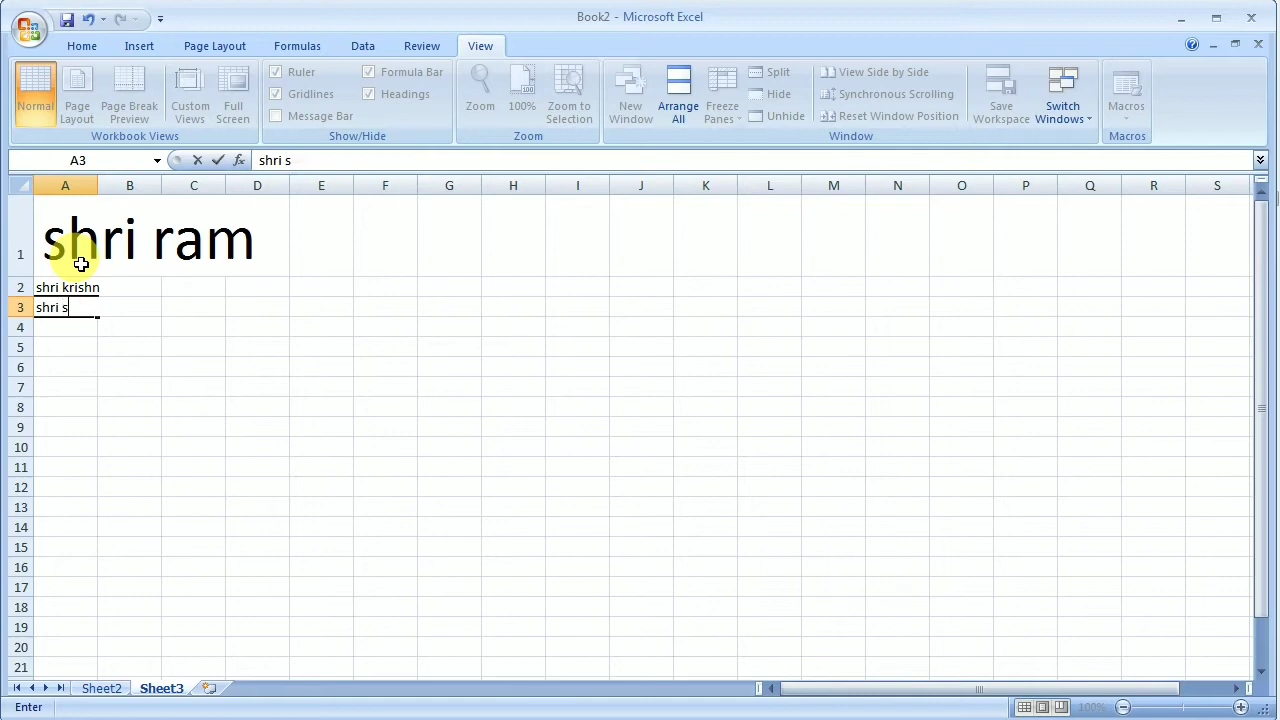 Book2 - Microsoft Excel
Home Insert Page Layout Formulas Data Review View
Normal Page Layout Page Break Preview Custom Views Full Screen
Workbook Views
Ruler Formula Bar
Gridlines Headings
Message Bar
Show/Hide
Zoom 100% Zoom to Selection
Zoom
New Window Arrange All Freeze Panes
Split
Hide
Unhide
View Side by Side
Synchronous Scrolling
Reset Window Position
Save Workspace Switch Windows
Window
Macros
Macros
A3 fx shri s
A B C D E F G H I J K L M N O P Q R S
1 shri ram
2 shri krishn
3 shri s
4
5
6
7
8
9
10
11
12
13
14
15
16
17
18
19
20
21
Sheet2 Sheet3
Enter 100%